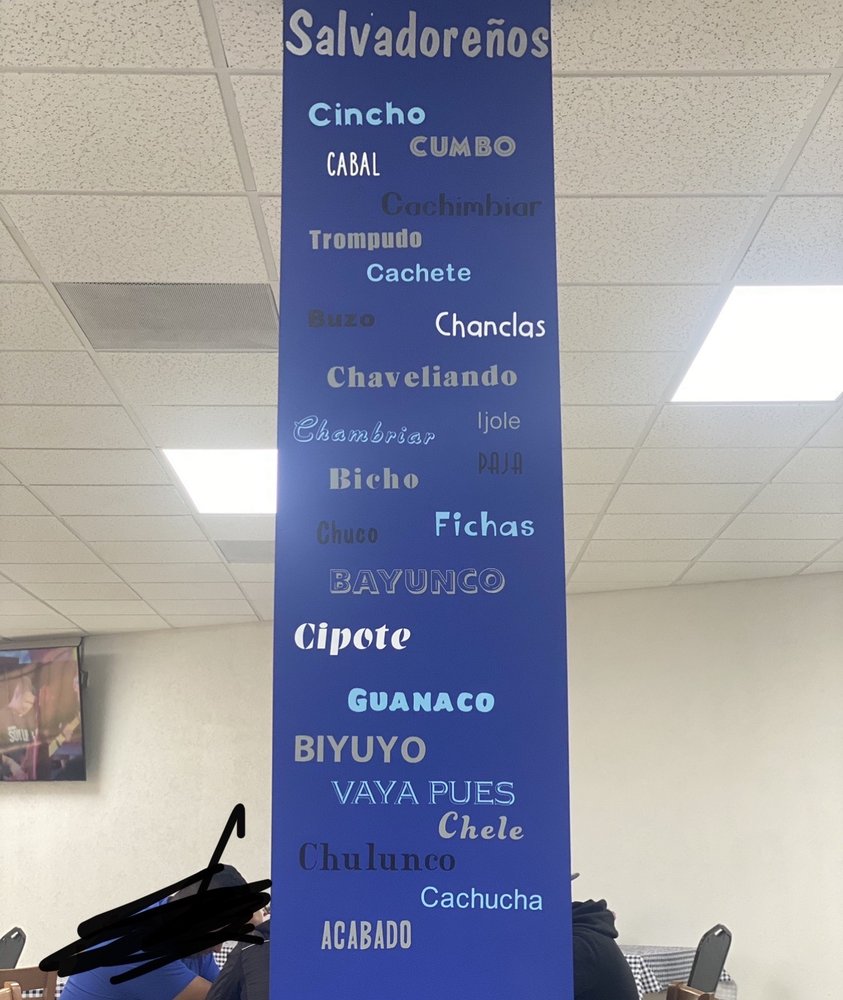 Salvadoreños
Cincho
CUMBO
CABAL
Cachimbiar
Trompudo
Cachete
Buzo
Chanclas
Chaveliando
Ijole
Chambriar
PAJA
Bicho
Fichas
Chuco
BAYUNCO
Cipote
GUANACO
BIYUYO
VAYA PUES
Chele
Chulunco
Cachucha
ACABADO